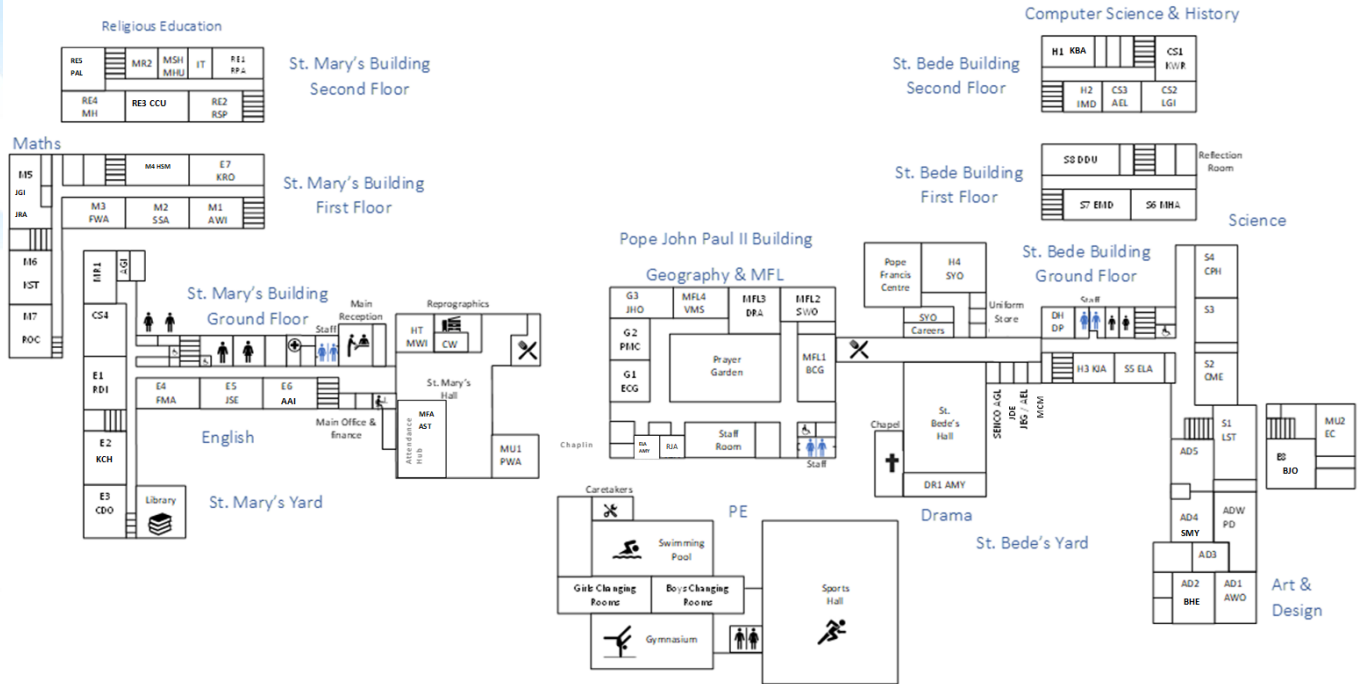 Religious Education
RE5
PAL
MR2
MSH
MHU
IT
RE1
RPA
RE4
MH
RE3 CCU
RE2
RSP
St. Mary's Building
Second Floor
Computer Science & History
St. Bede Building
Second Floor
H1 KBA
CS1
KWR
H2
IMD
CS3
AEL
CS2
LGI
Maths
M5
JGI
JRA
M4 HSM
E7
KRO
M3
FWA
M2
SSA
M1
AWI
St. Mary's Building
First Floor
M6
KST
M7
ROC
St. Bede Building
First Floor
S8 DDU
Reflection
Room
S7 EMD
S6 MHA
Science
MR1
AGI
CS4
St. Mary's Building
Ground Floor
Staff
Main
Reception
Reprographics
HT
MWI
CW
E1
RDI
E4
FMA
E5
JSE
E6
AAI
St. Mary's
Hall
Main Office &
finance
MFA
AST
Attendance
Hub
MU1
PWA
English
E2
KCH
E3
CDO
Library
St. Mary's Yard
Pope John Paul II Building
Geography & MFL
G3
JHO
MFL4
VMS
MFL3
DRA
MFL2
SWO
G2
PMC
G1
ECG
Prayer
Garden
MFL1
BCG
Chaplin
AMY
RJA
Staff
Room
Staff
Pope
Francis
Centre
H4
SYO
SYO
Careers
Uniform
Store
St. Bede Building
Ground Floor
Staff
DH
DP
H3 KJA
S5 ELA
SENCO AGL
JDE
JEG / AEL
MCM
Chapel
St.
Bede's
Hall
DR1 AMY
Drama
S4
CPH
S3
S2
CME
S1
LST
MU2
EC
E8
BJO
AD5
AD4
SMY
ADW
PD
AD3
AD2
BHE
AD1
AWO
Art &
Design
St. Bede's Yard
PE
Caretakers
Swimming
Pool
Girls Changing
Rooms
Boys Changing
Rooms
Gymnasium
Sports
Hall